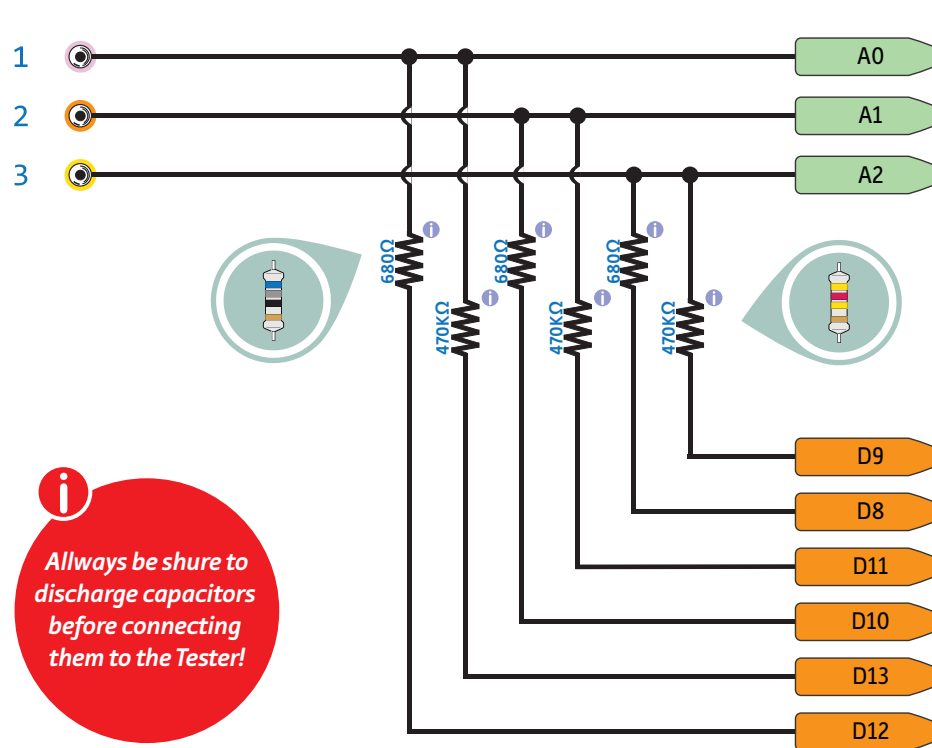 1
A0
2
A1
3
A2
680Ω
680Ω
680Ω
i
i
i
470KΩ
470KΩ
470KΩ
i
i
i
D9
D8
D11
D10
D13
D12
i
Allways be shure to
discharge capacitors
before connecting
them to the Tester!